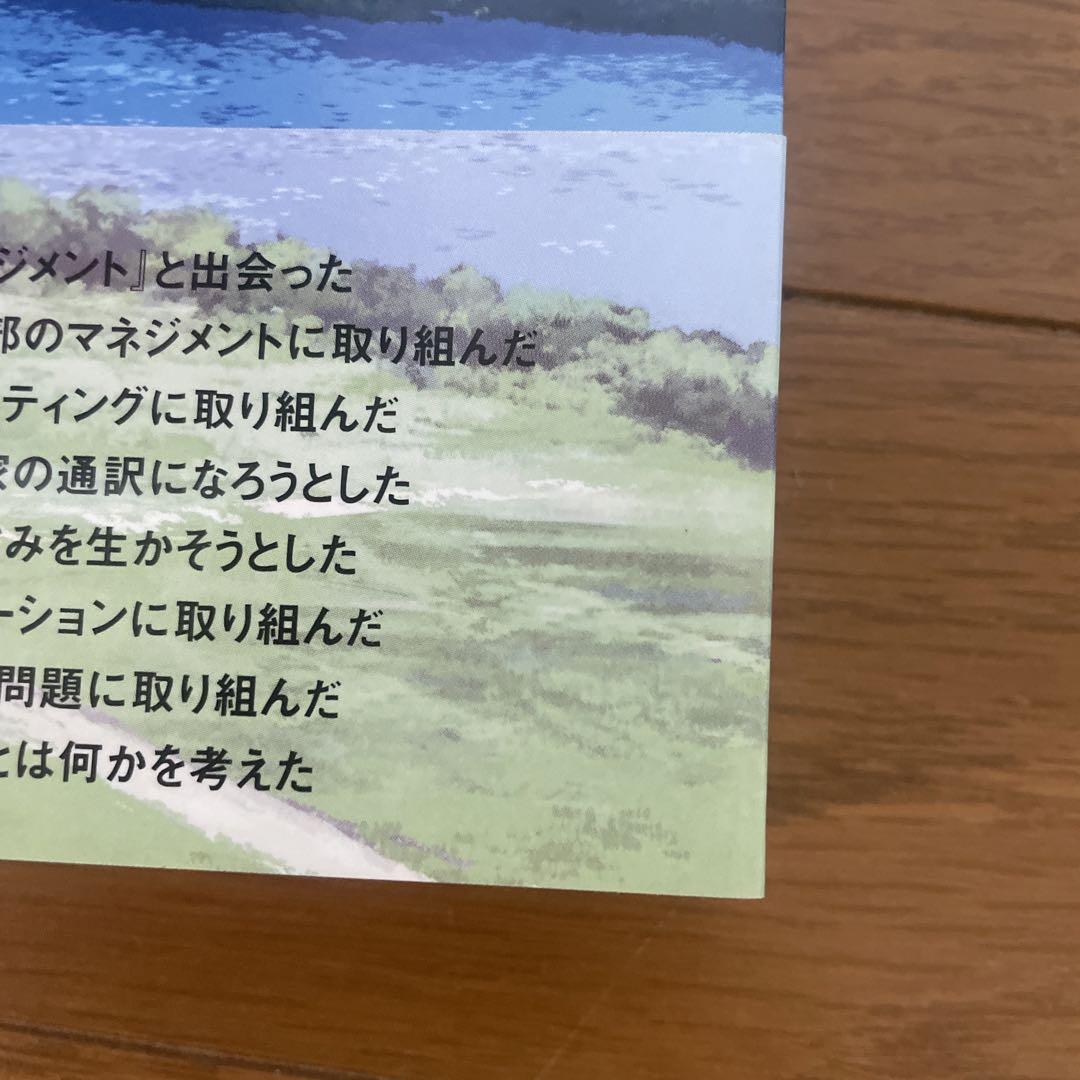 ジメント』と出会った
部のマネジメントに取り組んだ
ティングに取り組んだ
家の通訳になろうとした
みを生かそうとした
ーションに取り組んだ
問題に取り組んだ
とは何かを考えた